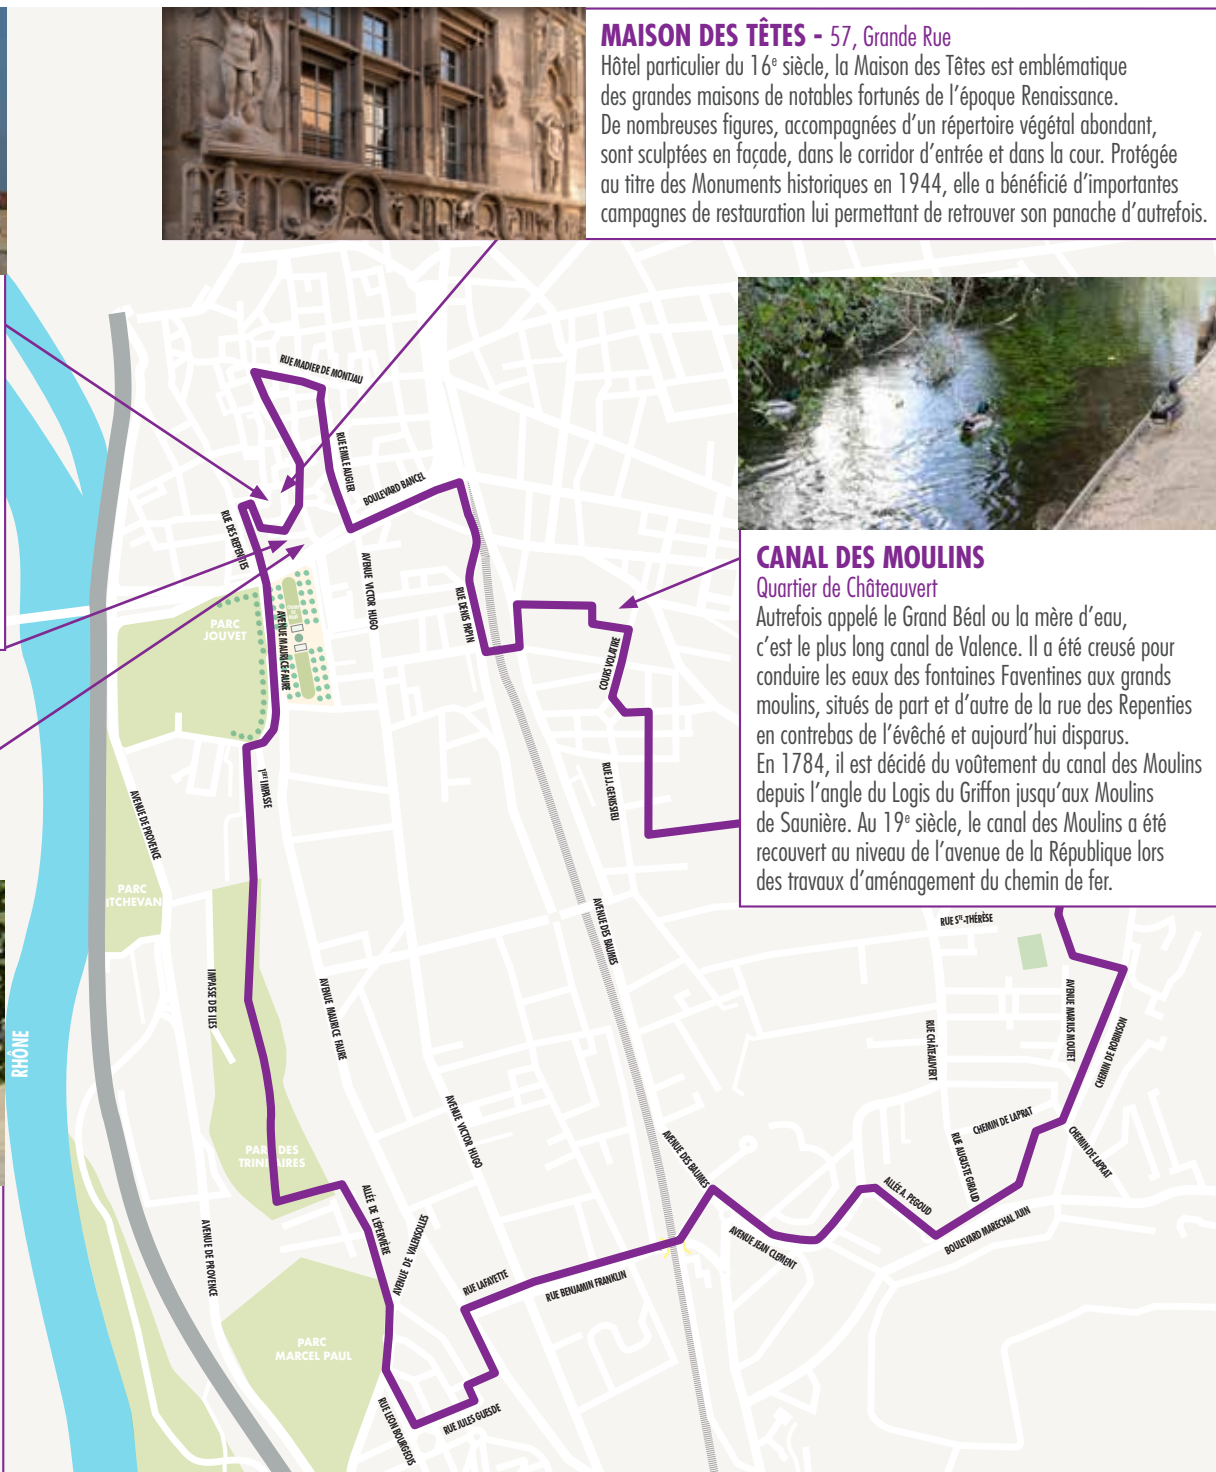 MAISON DES TÊTES - 57, Grande Rue
Hôtel particulier du 16e siècle, la Maison des Têtes est emblématique
des grandes maisons de notables fortunés de l'époque Renaissance.
De nombreuses figures, accompagnées d'un répertoire végétal abondant,
sont sculptées en façade, dans le corridor d'entrée et dans la cour. Protégée
au titre des Monuments historiques en 1944, elle a bénéficié d'importantes
campagnes de restauration lui permettant de retrouver son panache d'autrefois.
RUE MADIER DE MONTJAU
RUE EMILE AUGIER
BOULEVARD BANCEL
RUE DES REPENTIES
AVENUE VICTOR HUGO
RUE DENIS PAPIN
PARC
JOUVET
AVENUE MAURICE FAURE
COURS VOLTAIRE
CANAL DES MOULINS
Quartier de Châteauvert
Autrefois appelé le Grand Béal ou la mère d'eau,
c'est le plus long canal de Valence. Il a été creusé pour
conduire les eaux des fontaines Faventines aux grands
moulins, situés de part et d'autre de la rue des Repenties
en contrebas de l'évêché et aujourd'hui disparus.
En 1784, il est décidé du voûtement du canal des Moulins
depuis l'angle du Logis du Griffon jusqu'aux Moulins
de Saunière. Au 19e siècle, le canal des Moulins a été
recouvert au niveau de l'avenue de la République lors
des travaux d'aménagement du chemin de fer.
IMPASSE
RUE J.J. GENISSIEU
AVENUE DE PROVENCE
PARC
ITCHEVAN
AVENUE DES BAUMES
RUE STE-THÉRÈSE
IMPASSE DES ILES
AVENUE MAURICE FAURE
AVENUE MARIUS MOUTET
RUE CHÂTEAUVERT
CHEMIN DE ROBINSON
RHÔNE
AVENUE VICTOR HUGO
AVENUE DES BAUMES
CHEMIN DE LAPRAT
CHEMIN DE LAPRAT
RUE AUGUSTE GIRAUD
PARC DES
TRINITAIRES
ALLÉE DE L'ÉPERVIÈRE
ALLÉE A. PEGOUD
BOULEVARD MARECHAL JUIN
AVENUE DE PROVENCE
AVENUE DE VALENSOLLES
AVENUE JEAN CLEMENT
RUE LAFAYETTE
RUE BENJAMIN FRANKLIN
PARC
MARCEL PAUL
RUE LEON BOURGEOIS
RUE JULES GUESDE